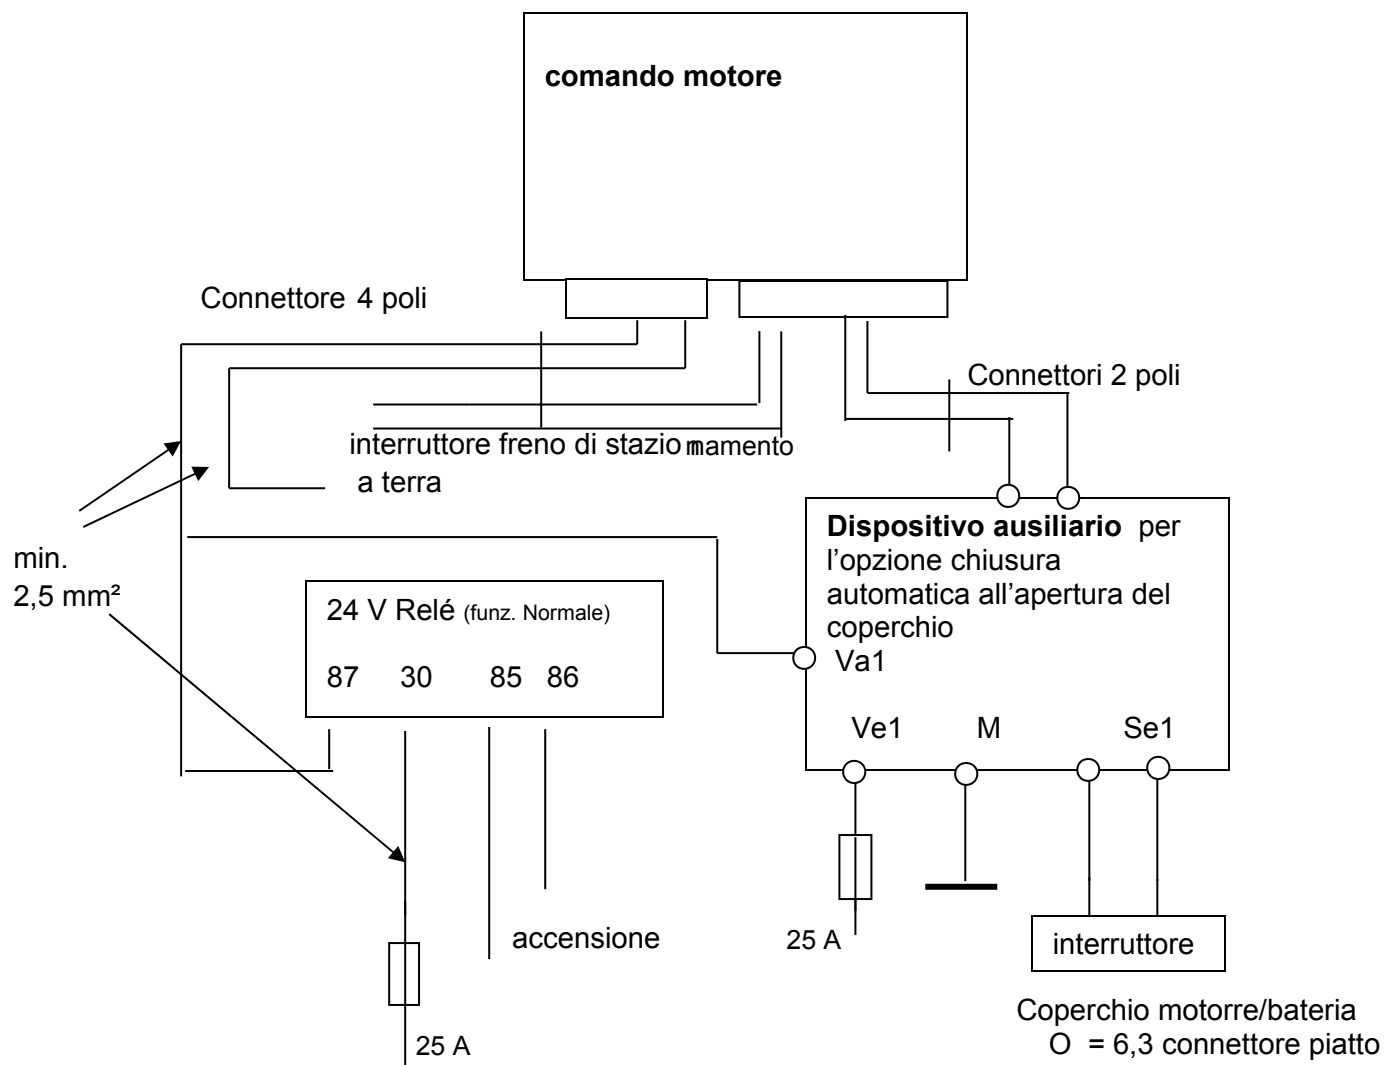 comando motore
Connettore 4 poli
Connettori 2 poli
interruttore freno di stazionmamento
a terra
min.
2,5 mm²
Dispositivo ausiliario per
l'opzione chiusura
automatica all'apertura del
coperchio
Va1
24 V Relé (funz. Normale)
87 30 85 86
Ve1 M Se1
accensione
25 A
interruttore
25 A
Coperchio motorre/bateria
O = 6,3 connettore piatto